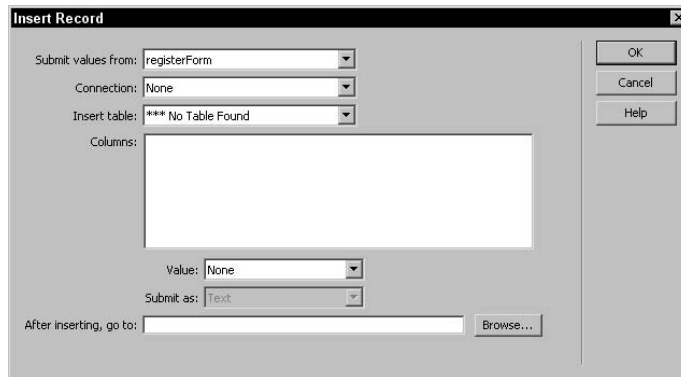 Insert Record
Submit values from: registerForm
OK
Connection: None
Cancel
Insert table: *** No Table Found
Help
Columns:
Value: None
Submit as: Text
After inserting, go to:
Browse...